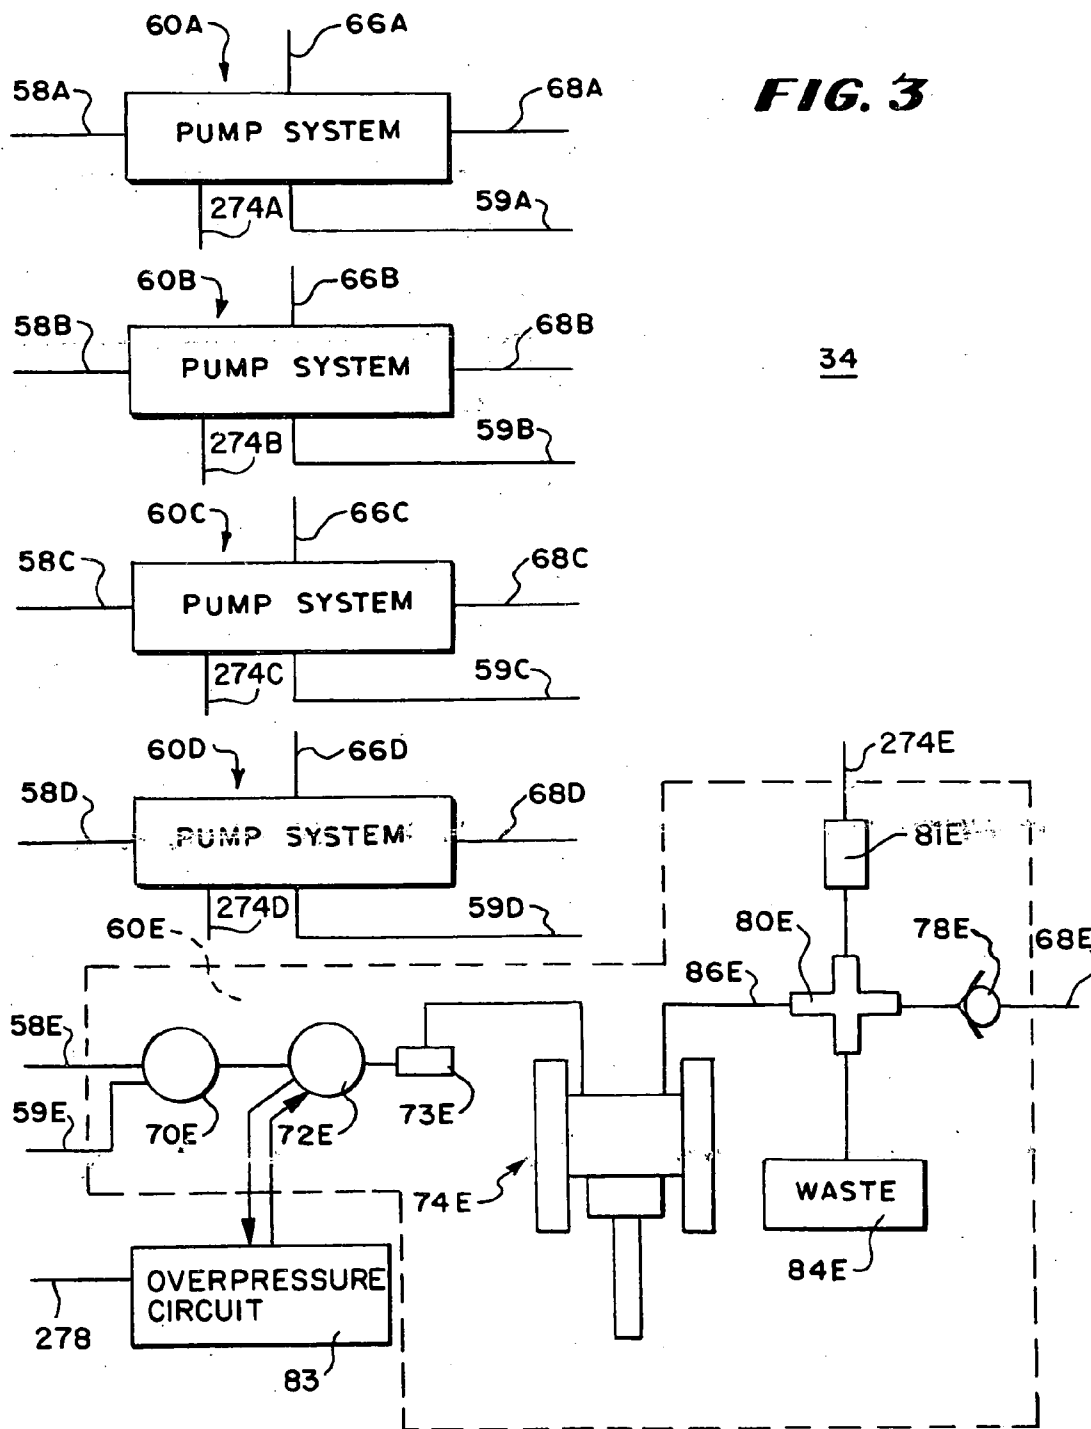 FIG. 3
60A
66A
58A
68A
PUMP SYSTEM
274A
59A
60B
66B
58B
68B
34
PUMP SYSTEM
274B
59B
60C
66C
58C
68C
PUMP SYSTEM
274C
59C
60D
66D
274E
58D
68D
PUMP SYSTEM
81E
274D
59D
60E
80E
78E
68E
86E
58E
59E
70E
72E
73E
74E
WASTE
84E
OVERPRESSURE
CIRCUIT
278
83